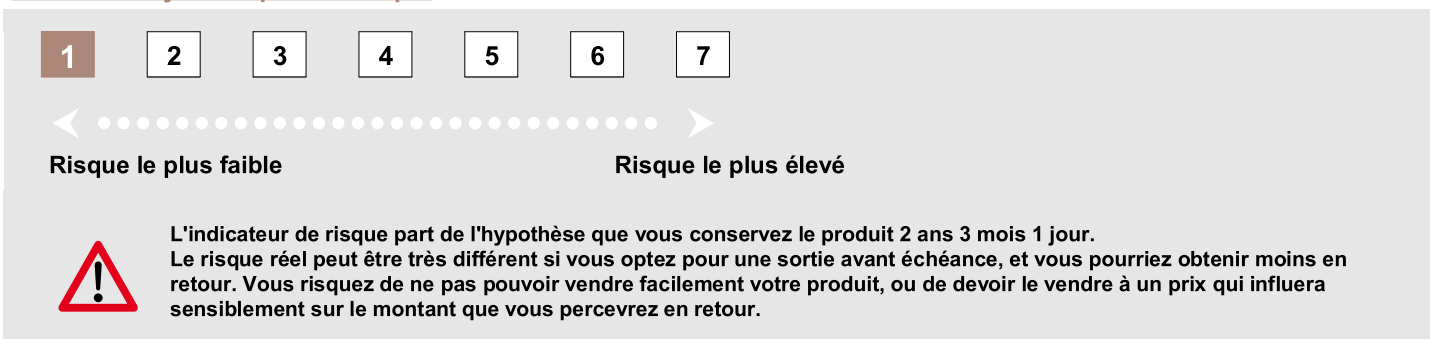 1 2 3 4 5 6 7
Risque le plus faible Risque le plus élevé
L'indicateur de risque part de l'hypothèse que vous conservez le produit 2 ans 3 mois 1 jour.
Le risque réel peut être très différent si vous optez pour une sortie avant échéance, et vous pourriez obtenir moins en
retour. Vous risquez de ne pas pouvoir vendre facilement votre produit, ou de devoir le vendre à un prix qui influera
sensiblement sur le montant que vous percevrez en retour.